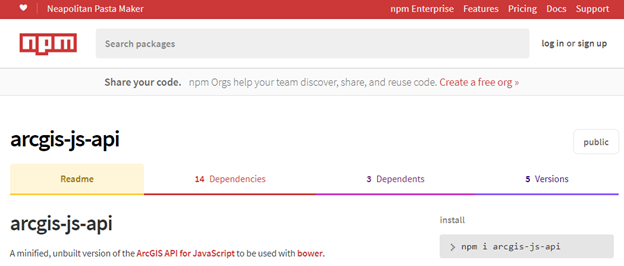 ❤ Neapolitan Pasta Maker npm Enterprise Features Pricing Docs Support
npm Search packages log in or sign up
Share your code. npm Orgs help your team discover, share, and reuse code. Create a free org »
arcgis-js-api public
Readme 14 Dependencies 3 Dependents 5 Versions
arcgis-js-api install
> npm i arcgis-js-api
A minified, unbuilt version of the ArcGIS API for JavaScript to be used with bower.